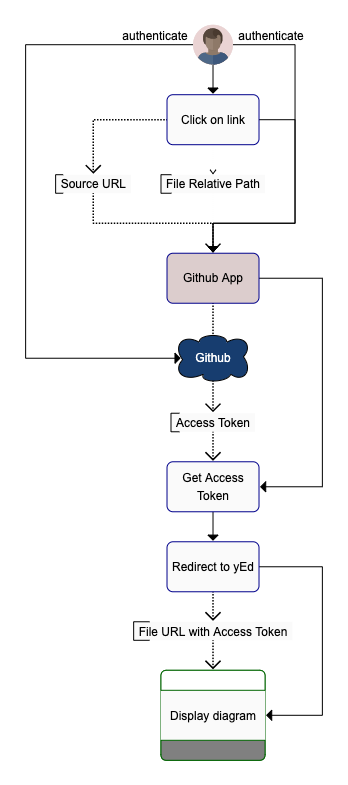 authenticate
authenticate
Click on link
Source URL
File Relative Path
Github App
Github
Access Token
Get Access
Token
Redirect to yEd
File URL with Access Token
Display diagram